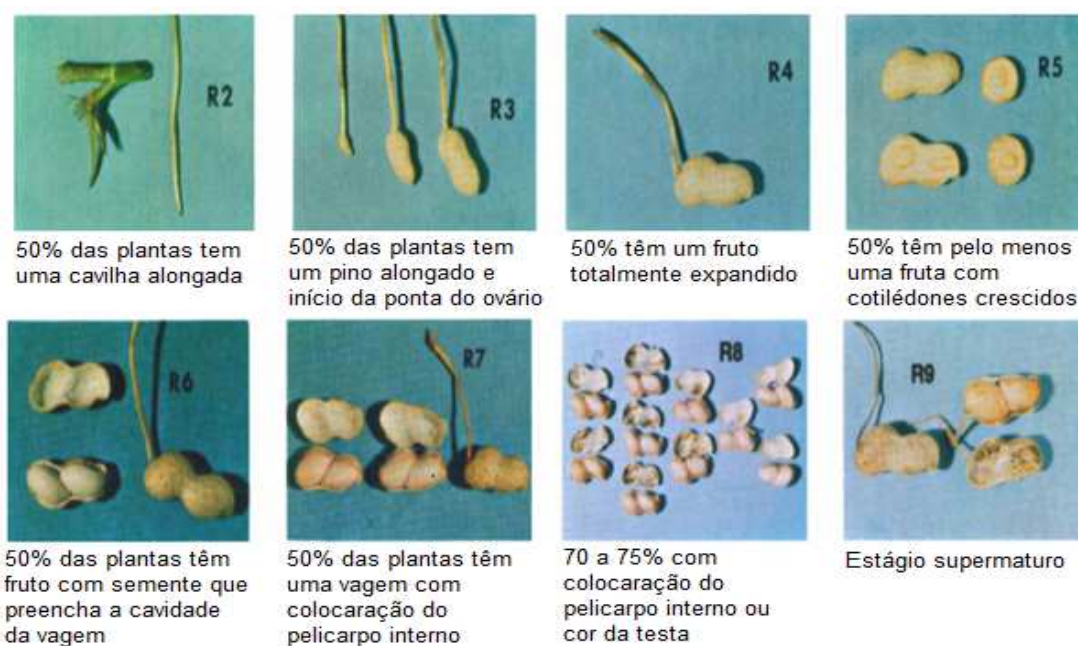 R2
R3
R4
R5
50% das plantas tem
uma cavilha alongada
50% das plantas tem
um pino alongado e
início da ponta do ovário
50% têm um fruto
totalmente expandido
50% têm pelo menos
uma fruta com
cotilédones crescidos
R6
R7
R8
R9
50% das plantas têm
fruto com semente que
preencha a cavidade
da vagem
50% das plantas têm
uma vagem com
colocaração do
pelicarpo interno
70 a 75% com
colocaração do
pelicarpo interno ou
cor da testa
Estágio supermaturo